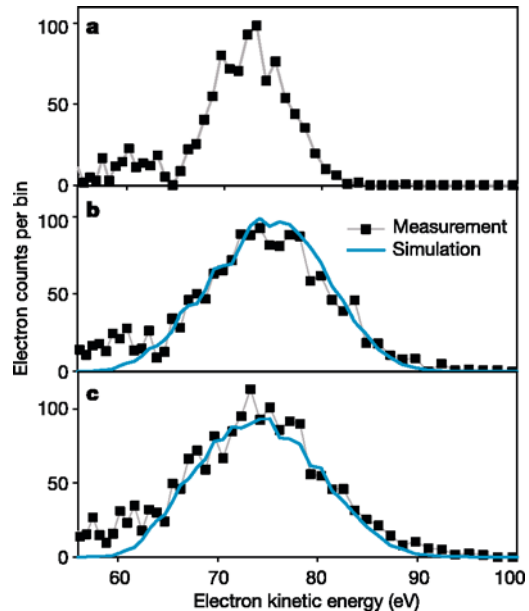 a
100
50
0
b
100
50
0
Measurement
Simulation
c
100
50
0
60 70 80 90 100
Electron counts per bin
Electron kinetic energy (eV)